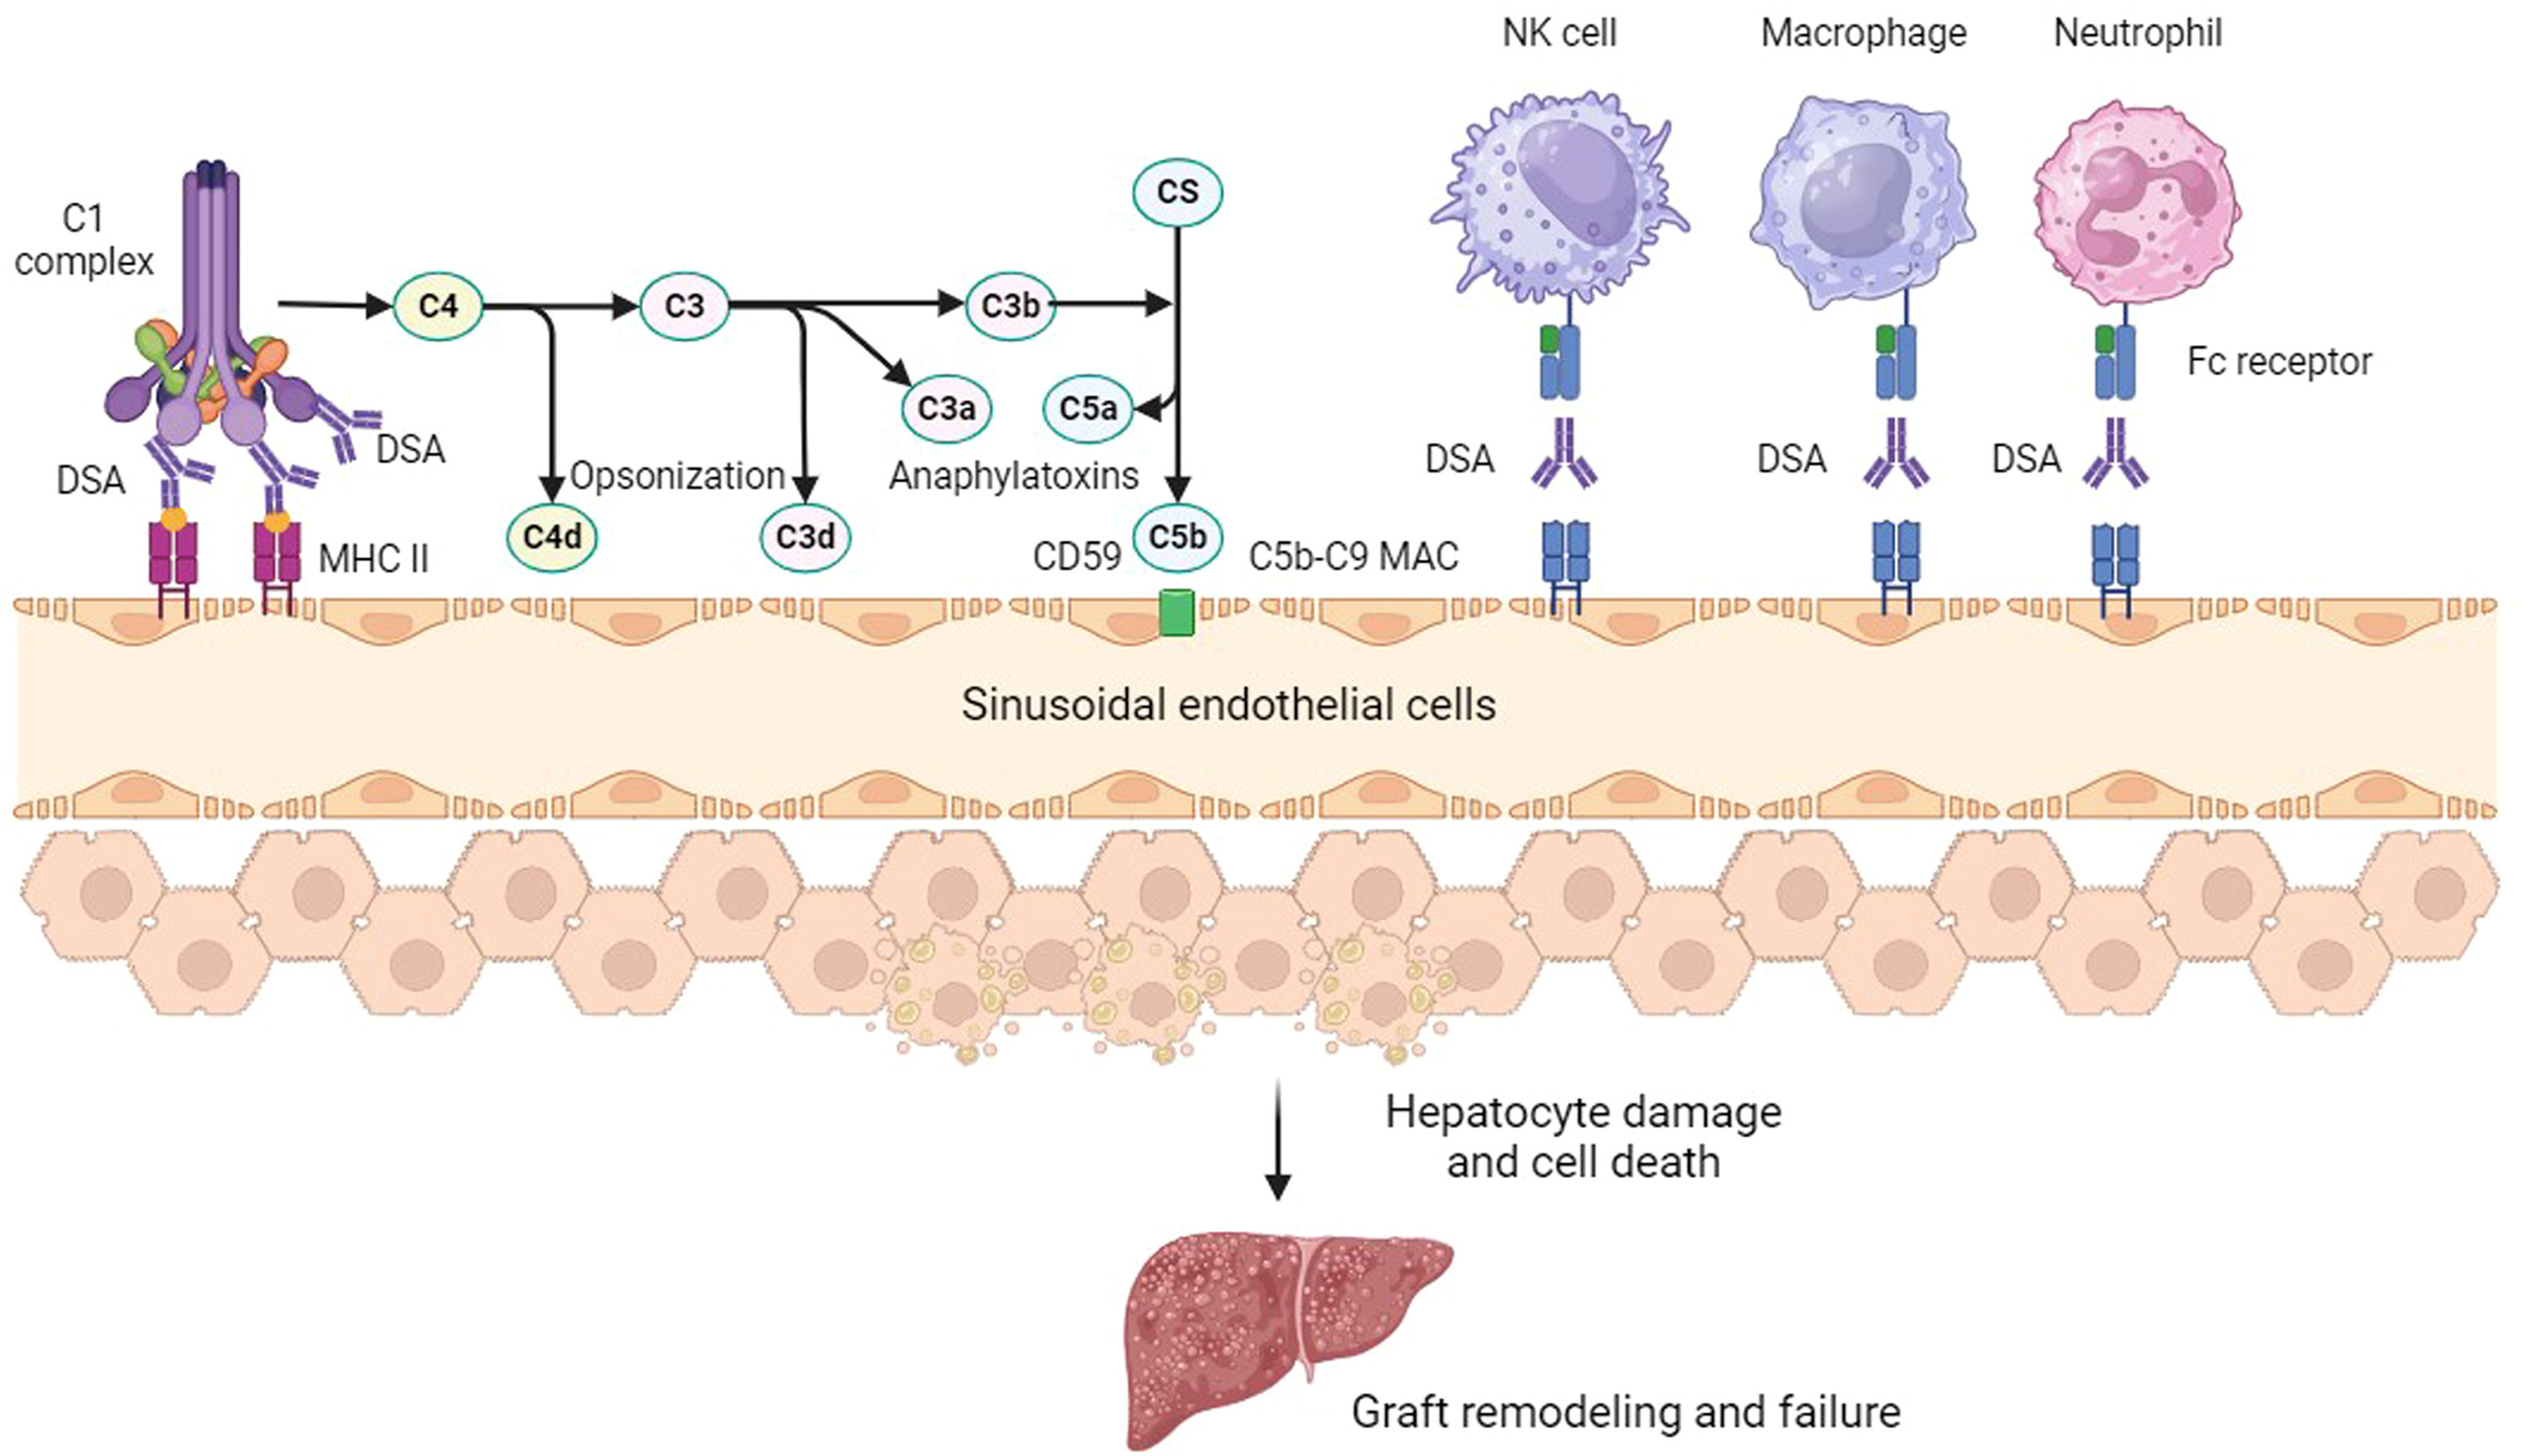 NK cell
Macrophage
Neutrophil
C1
complex
CS
C4
C3
C3b
C3a
C5a
Fc receptor
DSA
DSA
Opsonization
Anaphylatoxins
DSA
DSA
DSA
MHC II
C4d
C3d
CD59
C5b
C5b-C9 MAC
Sinusoidal endothelial cells
Hepatocyte damage
and cell death
Graft remodeling and failure